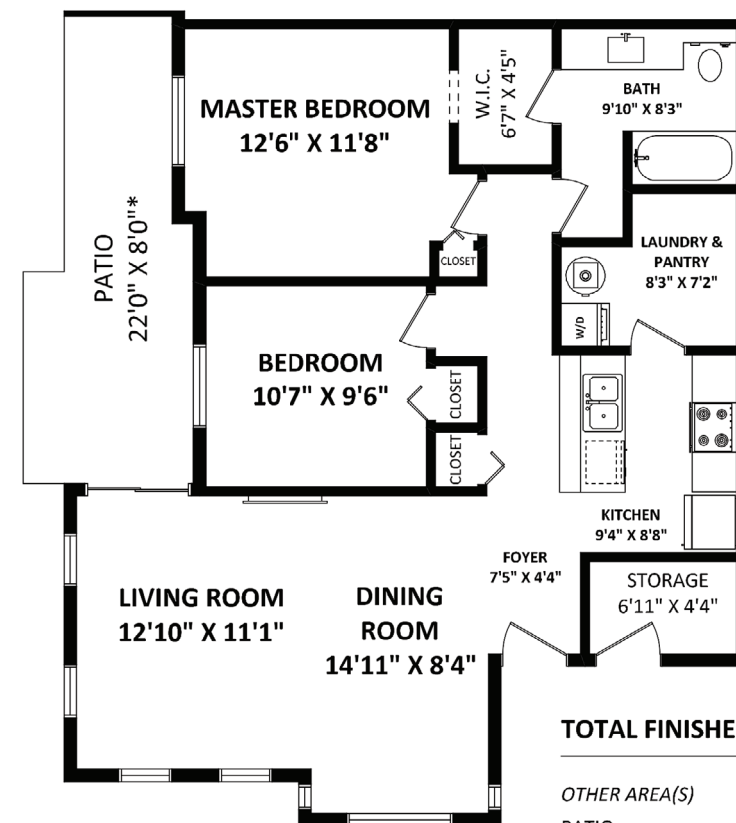 MASTER BEDROOM
12'6" X 11'8"
W.I.C.
6'7" X 4'5"
BATH
9'10" X 8'3"
PATIO
22'0" X 8'0"*
CLOSET
LAUNDRY &
PANTRY
8'3" X 7'2"
W/D
BEDROOM
10'7" X 9'6"
CLOSET
CLOSET
KITCHEN
9'4" X 8'8"
FOYER
7'5" X 4'4"
STORAGE
6'11" X 4'4"
LIVING ROOM
12'10" X 11'1"
DINING
ROOM
14'11" X 8'4"
TOTAL FINISHE
OTHER AREA(S)
PATIO